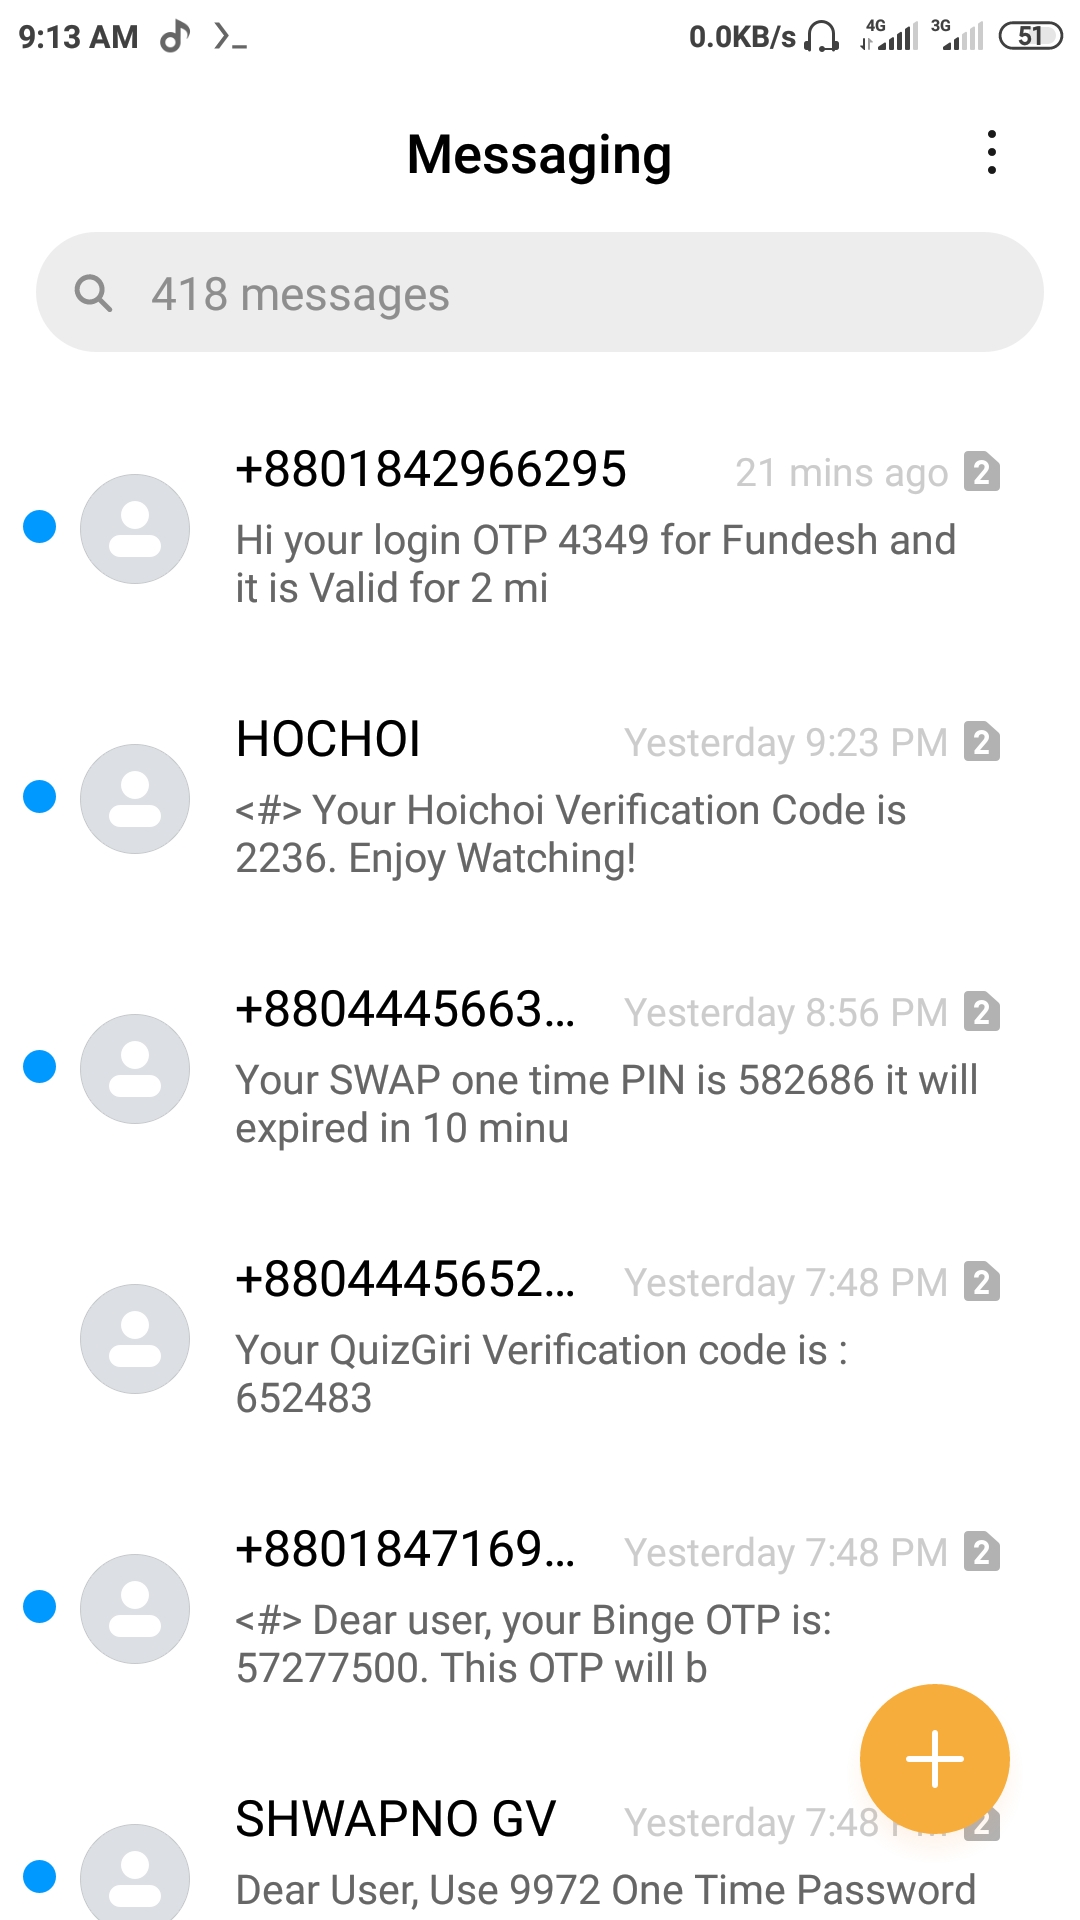 9:13 AM 0.0KB/s 4G 3G 51
Messaging
418 messages
+8801842966295 21 mins ago 2
Hi your login OTP 4349 for Fundesh and
it is Valid for 2 mi
HOCHOI Yesterday 9:23 PM 2
<#> Your Hoichoi Verification Code is
2236. Enjoy Watching!
+8804445663... Yesterday 8:56 PM 2
Your SWAP one time PIN is 582686 it will
expired in 10 minu
+8804445652... Yesterday 7:48 PM 2
Your QuizGiri Verification code is :
652483
+8801847169... Yesterday 7:48 PM 2
<#> Dear user, your Binge OTP is:
57277500. This OTP will b
SHWAPNO GV Yesterday 7:48 2
Dear User, Use 9972 One Time Password